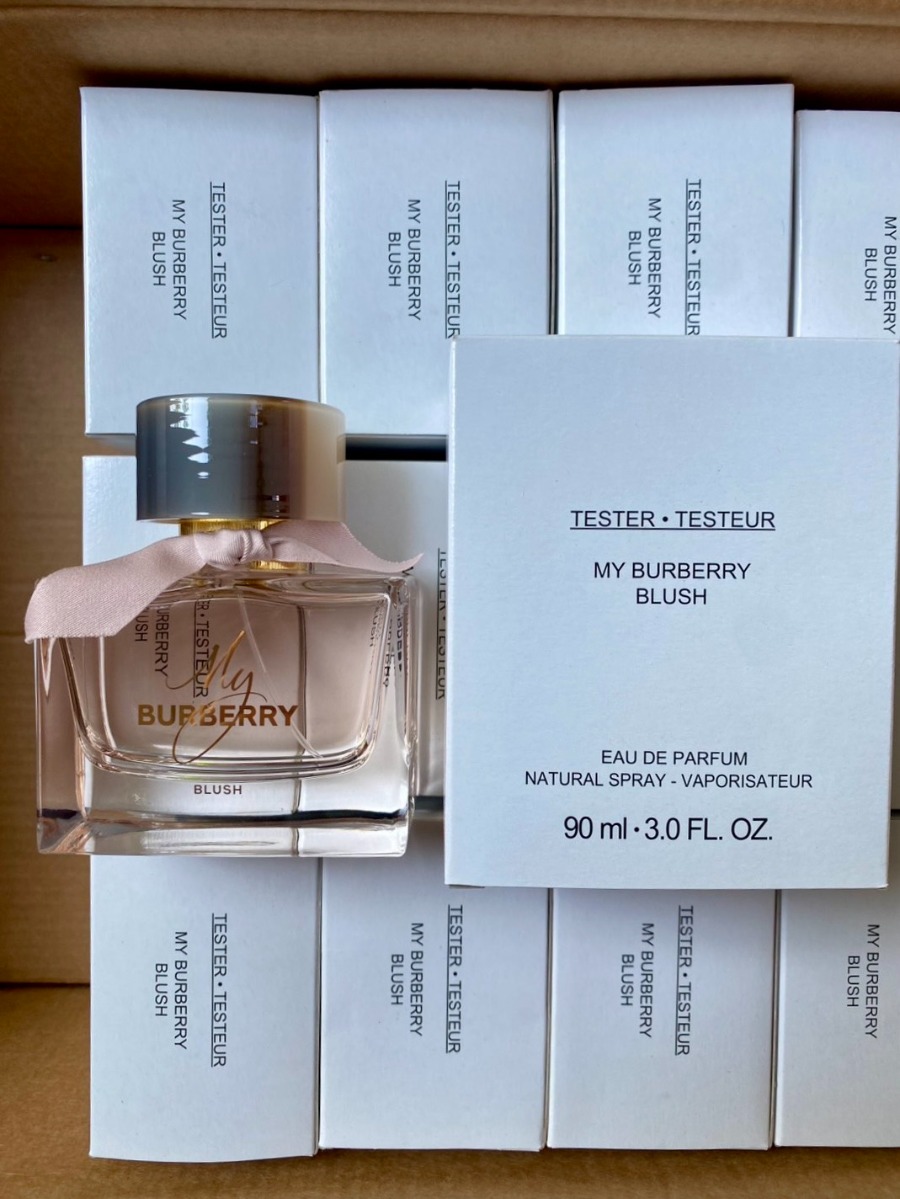 TESTER • TESTEUR
MY BURBERRY
BLUSH
TESTER • TESTEUR
MY BURBERRY
BLUSH
TESTER • TESTEUR
MY BURBERRY
BLUSH
MY BURBERRY
BLUSH
TESTER • TESTEUR
MY BURBERRY
BLUSH
EAU DE PARFUM
NATURAL SPRAY - VAPORISATEUR
90 ml • 3.0 FL. OZ.
My
BURBERRY
BLUSH
TESTER • TESTEUR
MY BURBERRY
BLUSH
TESTER • TESTEUR
MY BURBERRY
BLUSH
TESTER • TESTEUR
MY BURBERRY
BLUSH
MY BURBERRY
BLUSH